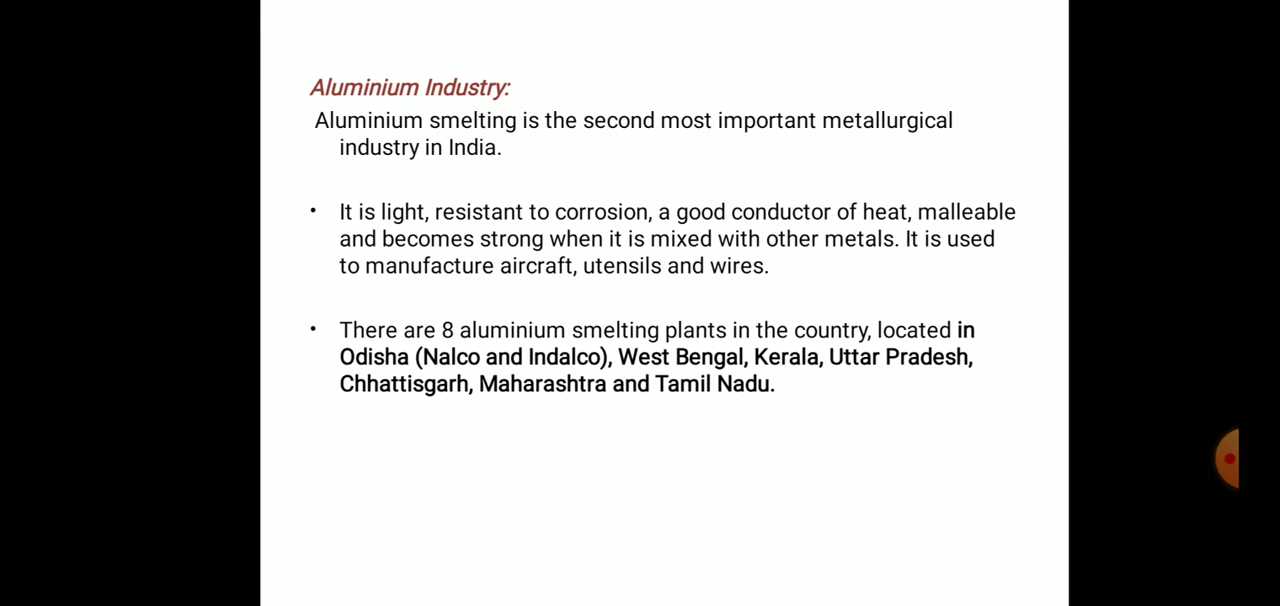 Aluminium Industry:
Aluminium smelting is the second most important metallurgical
industry in India.
• It is light, resistant to corrosion, a good conductor of heat, malleable
and becomes strong when it is mixed with other metals. It is used
to manufacture aircraft, utensils and wires.
• There are 8 aluminium smelting plants in the country, located in
Odisha (Nalco and Indalco), West Bengal, Kerala, Uttar Pradesh,
Chhattisgarh, Maharashtra and Tamil Nadu.